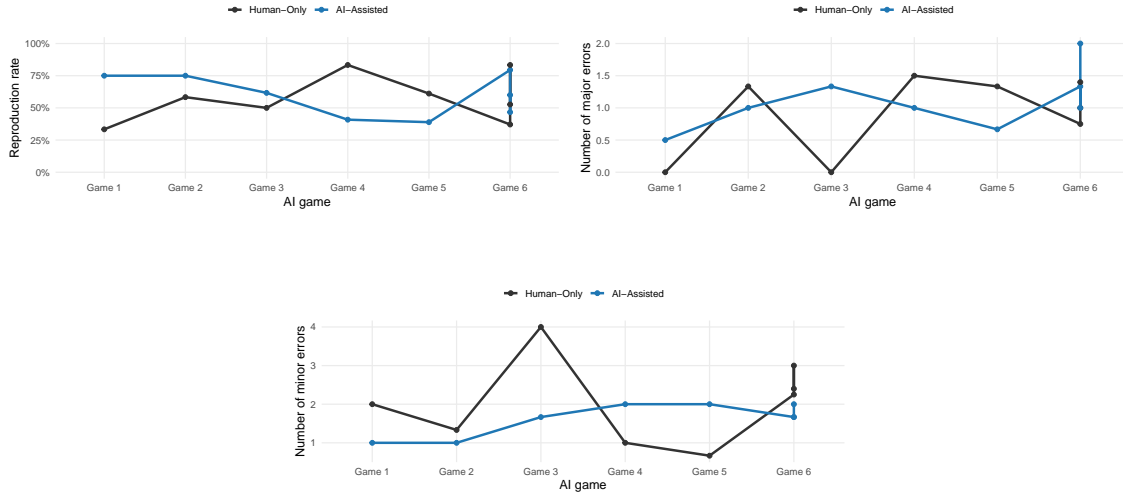 Human−Only AI−Assisted
Reproduction rate
100%
75%
50%
25%
0%
Game 1 Game 2 Game 3 Game 4 Game 5 Game 6
AI game
Human−Only AI−Assisted
Number of major errors
2.0
1.5
1.0
0.5
0.0
Game 1 Game 2 Game 3 Game 4 Game 5 Game 6
AI game
Human−Only AI−Assisted
Number of minor errors
4
3
2
1
Game 1 Game 2 Game 3 Game 4 Game 5 Game 6
AI game